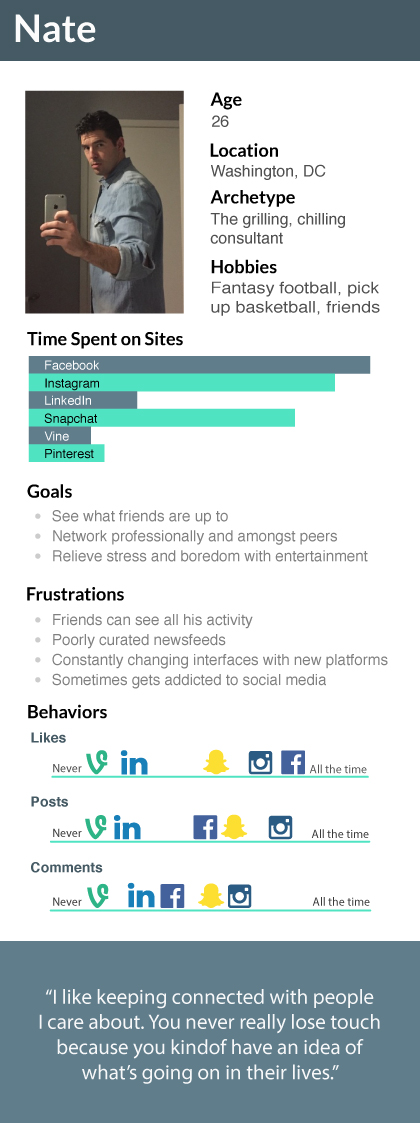 Nate
Age
26
Location
Washington, DC
Archetype
The grilling, chilling
consultant
Hobbies
Fantasy football, pick
up basketball, friends
Time Spent on Sites
Facebook
Instagram
LinkedIn
Snapchat
Vine
Pinterest
Goals
See what friends are up to
Network professionally and amongst peers
Relieve stress and boredom with entertainment
Frustrations
Friends can see all his activity
Poorly curated newsfeeds
Constantly changing interfaces with new platforms
Sometimes gets addicted to social media
Behaviors
Likes
Never in f All the time
Posts
Never in f All the time
Comments
Never in f All the time
“I like keeping connected with people
I care about. You never really lose touch
because you kindof have an idea of
what’s going on in their lives.”